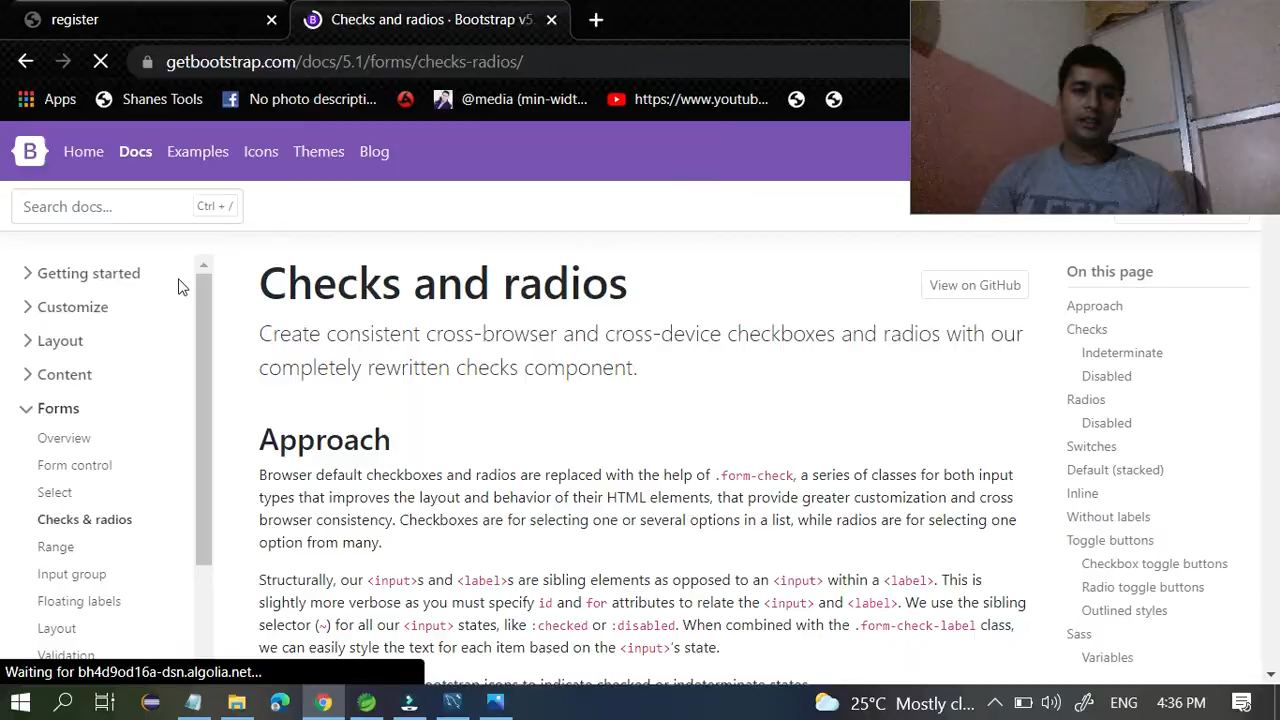 register
Checks and radios · Bootstrap v5
getbootstrap.com/docs/5.1/forms/checks-radios/
Apps
Shanes Tools
No photo descripti...
@media (min-widt...
https://www.youtub...
B
Home
Docs
Examples
Icons
Themes
Blog
Search docs...
Ctrl + /
Getting started
Customize
Layout
Content
Forms
Overview
Form control
Select
Checks & radios
Range
Input group
Floating labels
Layout
Validation
Checks and radios
View on GitHub
Create consistent cross-browser and cross-device checkboxes and radios with our
completely rewritten checks component.
Approach
Browser default checkboxes and radios are replaced with the help of .form-check, a series of classes for both input
types that improves the layout and behavior of their HTML elements, that provide greater customization and cross
browser consistency. Checkboxes are for selecting one or several options in a list, while radios are for selecting
one option from many.
Structurally, our <input>s and <label>s are sibling elements as opposed to an <input> within a <label>. This is
slightly more verbose as you must specify id and for attributes to relate the <input> and <label>. We use the sibling
selector (~) for all our <input> states, like :checked or :disabled. When combined with the .form-check-label class,
we can easily style the text for each item based on the <input>'s state.
ootstrap icons to indicate checked or indeterminate states.
On this page
Approach
Checks
Indeterminate
Disabled
Radios
Disabled
Switches
Default (stacked)
Inline
Without labels
Toggle buttons
Checkbox toggle buttons
Radio toggle buttons
Outlined styles
Sass
Variables
Waiting for bh4d9od16a-dsn.algolia.net...
25°C Mostly cl...
ENG
4:36 PM